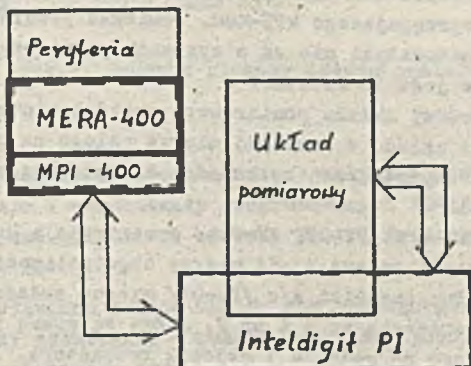 Peryferia
MERA-400
MPI-400
Układ
pomiarowy
Inteldigit PI